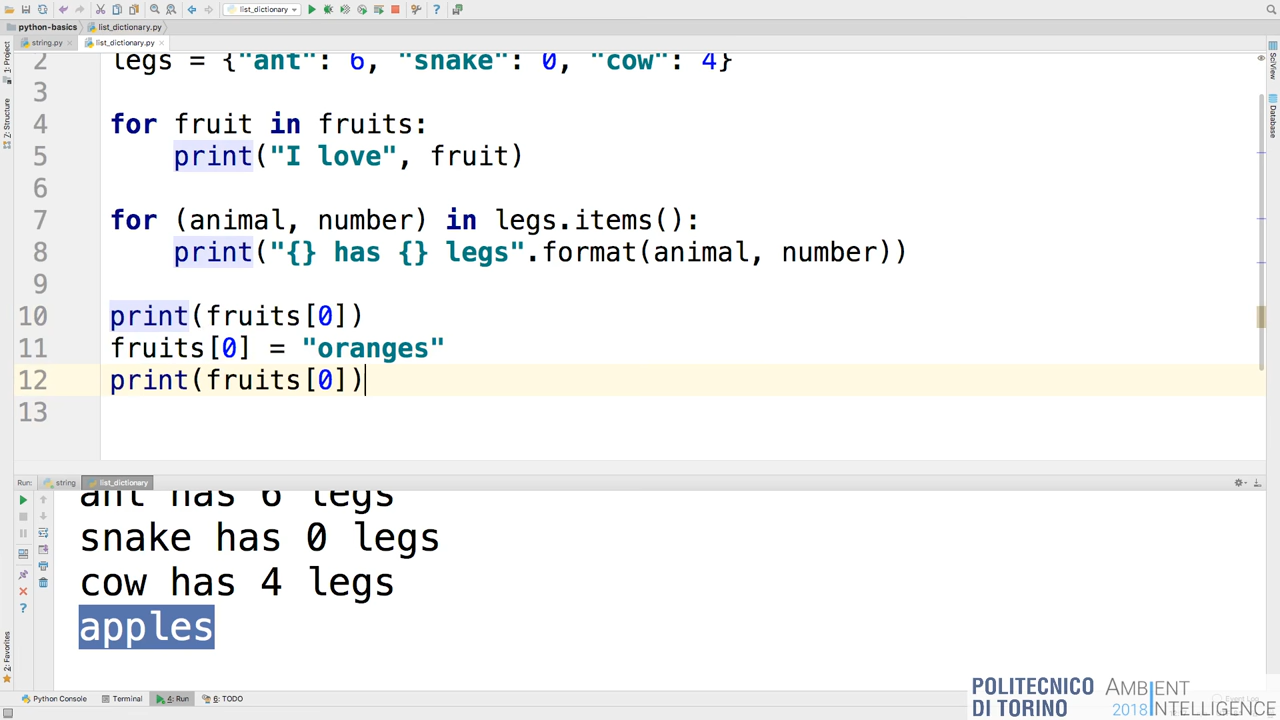 list_dictionary
python-basics
list_dictionary.py
string.py
list_dictionary.py
1: Project
7: Structure
2: Favorites
SciView
Database
2 legs = {"ant": 6, "snake": 0, "cow": 4}
3
4 for fruit in fruits:
5 print("I love", fruit)
6
7 for (animal, number) in legs.items():
8 print("{} has {} legs".format(animal, number))
9
10 print(fruits[0])
11 fruits[0] = "oranges"
12 print(fruits[0])
13
Run: string list_dictionary
ant has 6 legs
snake has 0 legs
cow has 4 legs
apples
Python Console Terminal 4: Run 6: TODO
Event Log
POLITECNICO
DI TORINO
AMBIENT
2018 INTELLIGENCE